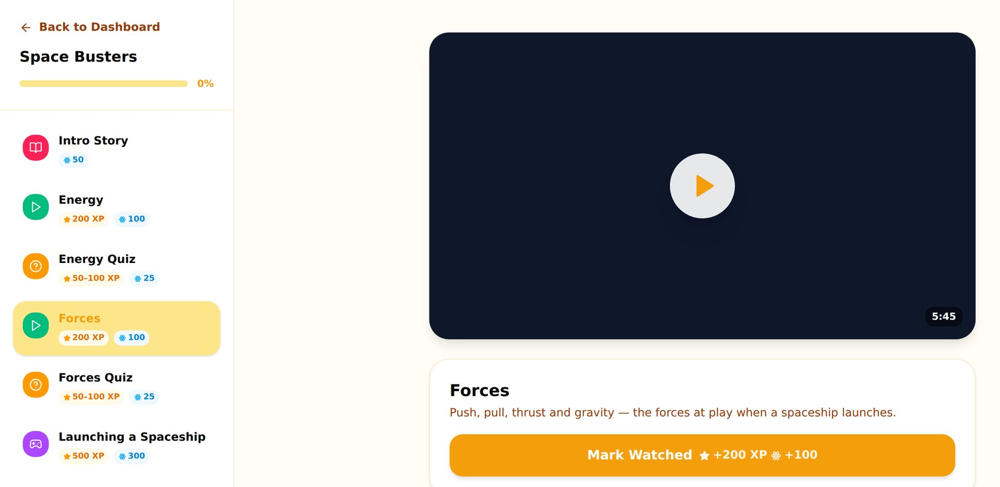 Back to Dashboard
Space Busters
0%
Intro Story
50
Energy
200 XP 100
Energy Quiz
50–100 XP 25
Forces
200 XP 100
Forces Quiz
50–100 XP 25
Launching a Spaceship
500 XP 300
5:45
Forces
Push, pull, thrust and gravity — the forces at play when a spaceship launches.
Mark Watched +200 XP +100